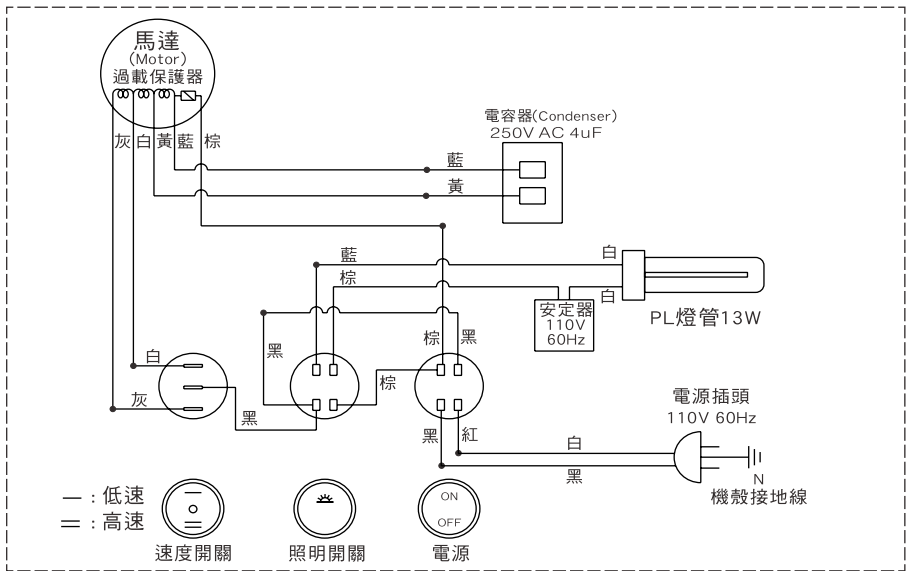 馬達
(Motor)
過載保護器
灰 白 黃 藍 棕
電容器(Condenser)
250V AC 4uF
藍
黃
藍
棕
白
白
安定器
110V
60Hz
PL燈管13W
黑
棕
黑
白
灰
黑
棕
黑
紅
白
黑
電源插頭
110V 60Hz
N
機殼接地線
— : 低速
= : 高速
速度開關
照明開關
ON
OFF
電源